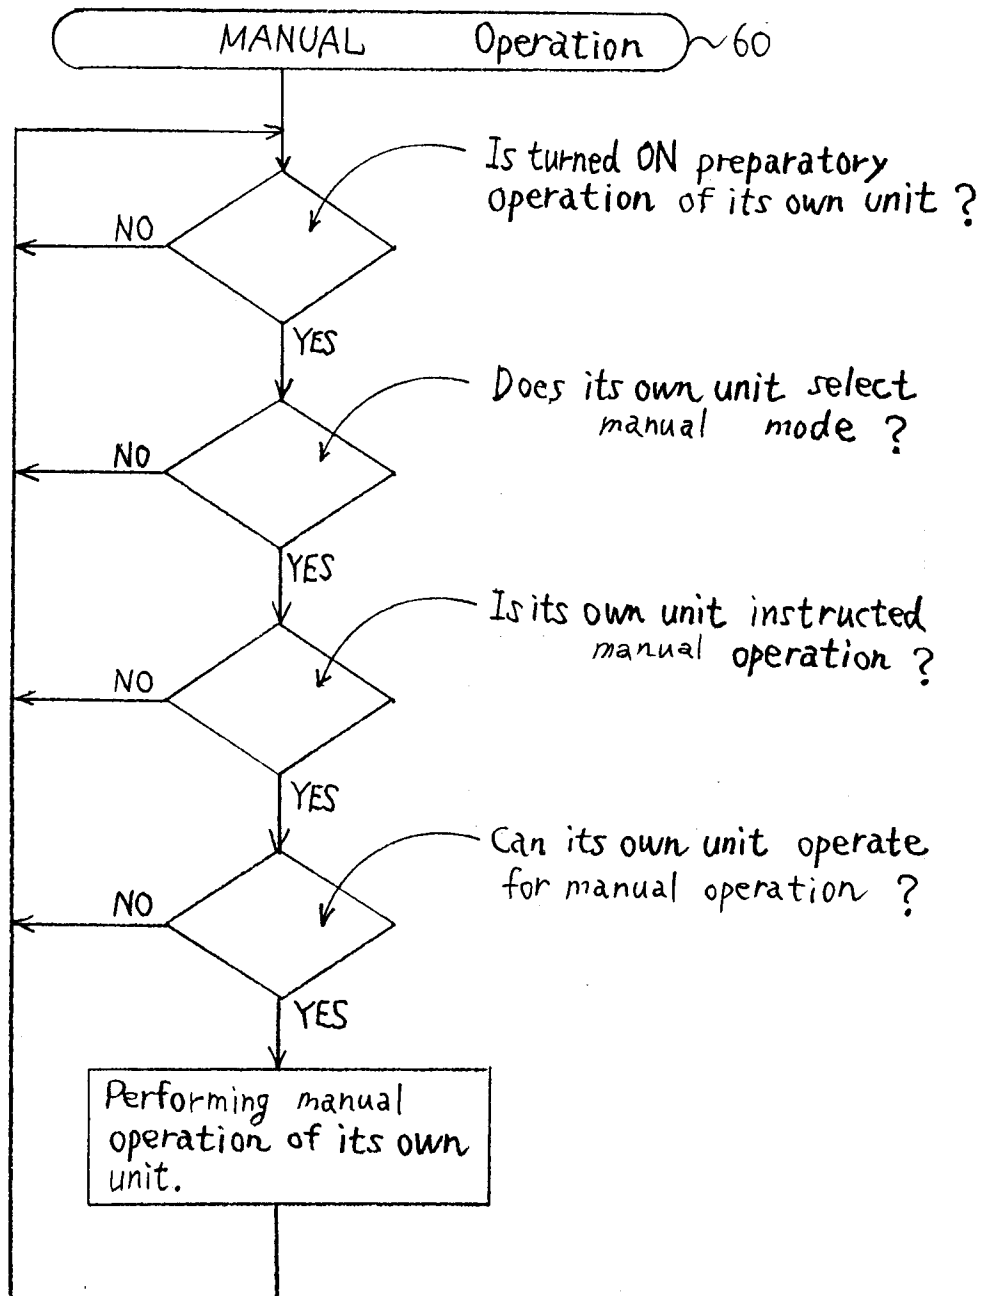 MANUAL Operation 60
Is turned ON preparatory
operation of its own unit ?
NO
YES
Does its own unit select
manual mode ?
NO
YES
Is its own unit instructed
manual operation ?
NO
YES
Can its own unit operate
for manual operation ?
NO
YES
Performing manual
operation of its own
unit.